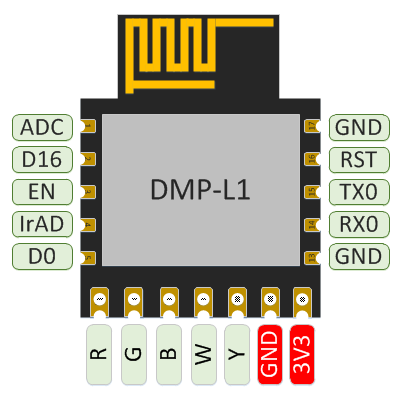 ADC
D16
EN
IrAD
D0
DMP-L1
GND
RST
TX0
RX0
GND
R
G
B
W
Y
GND
3V3